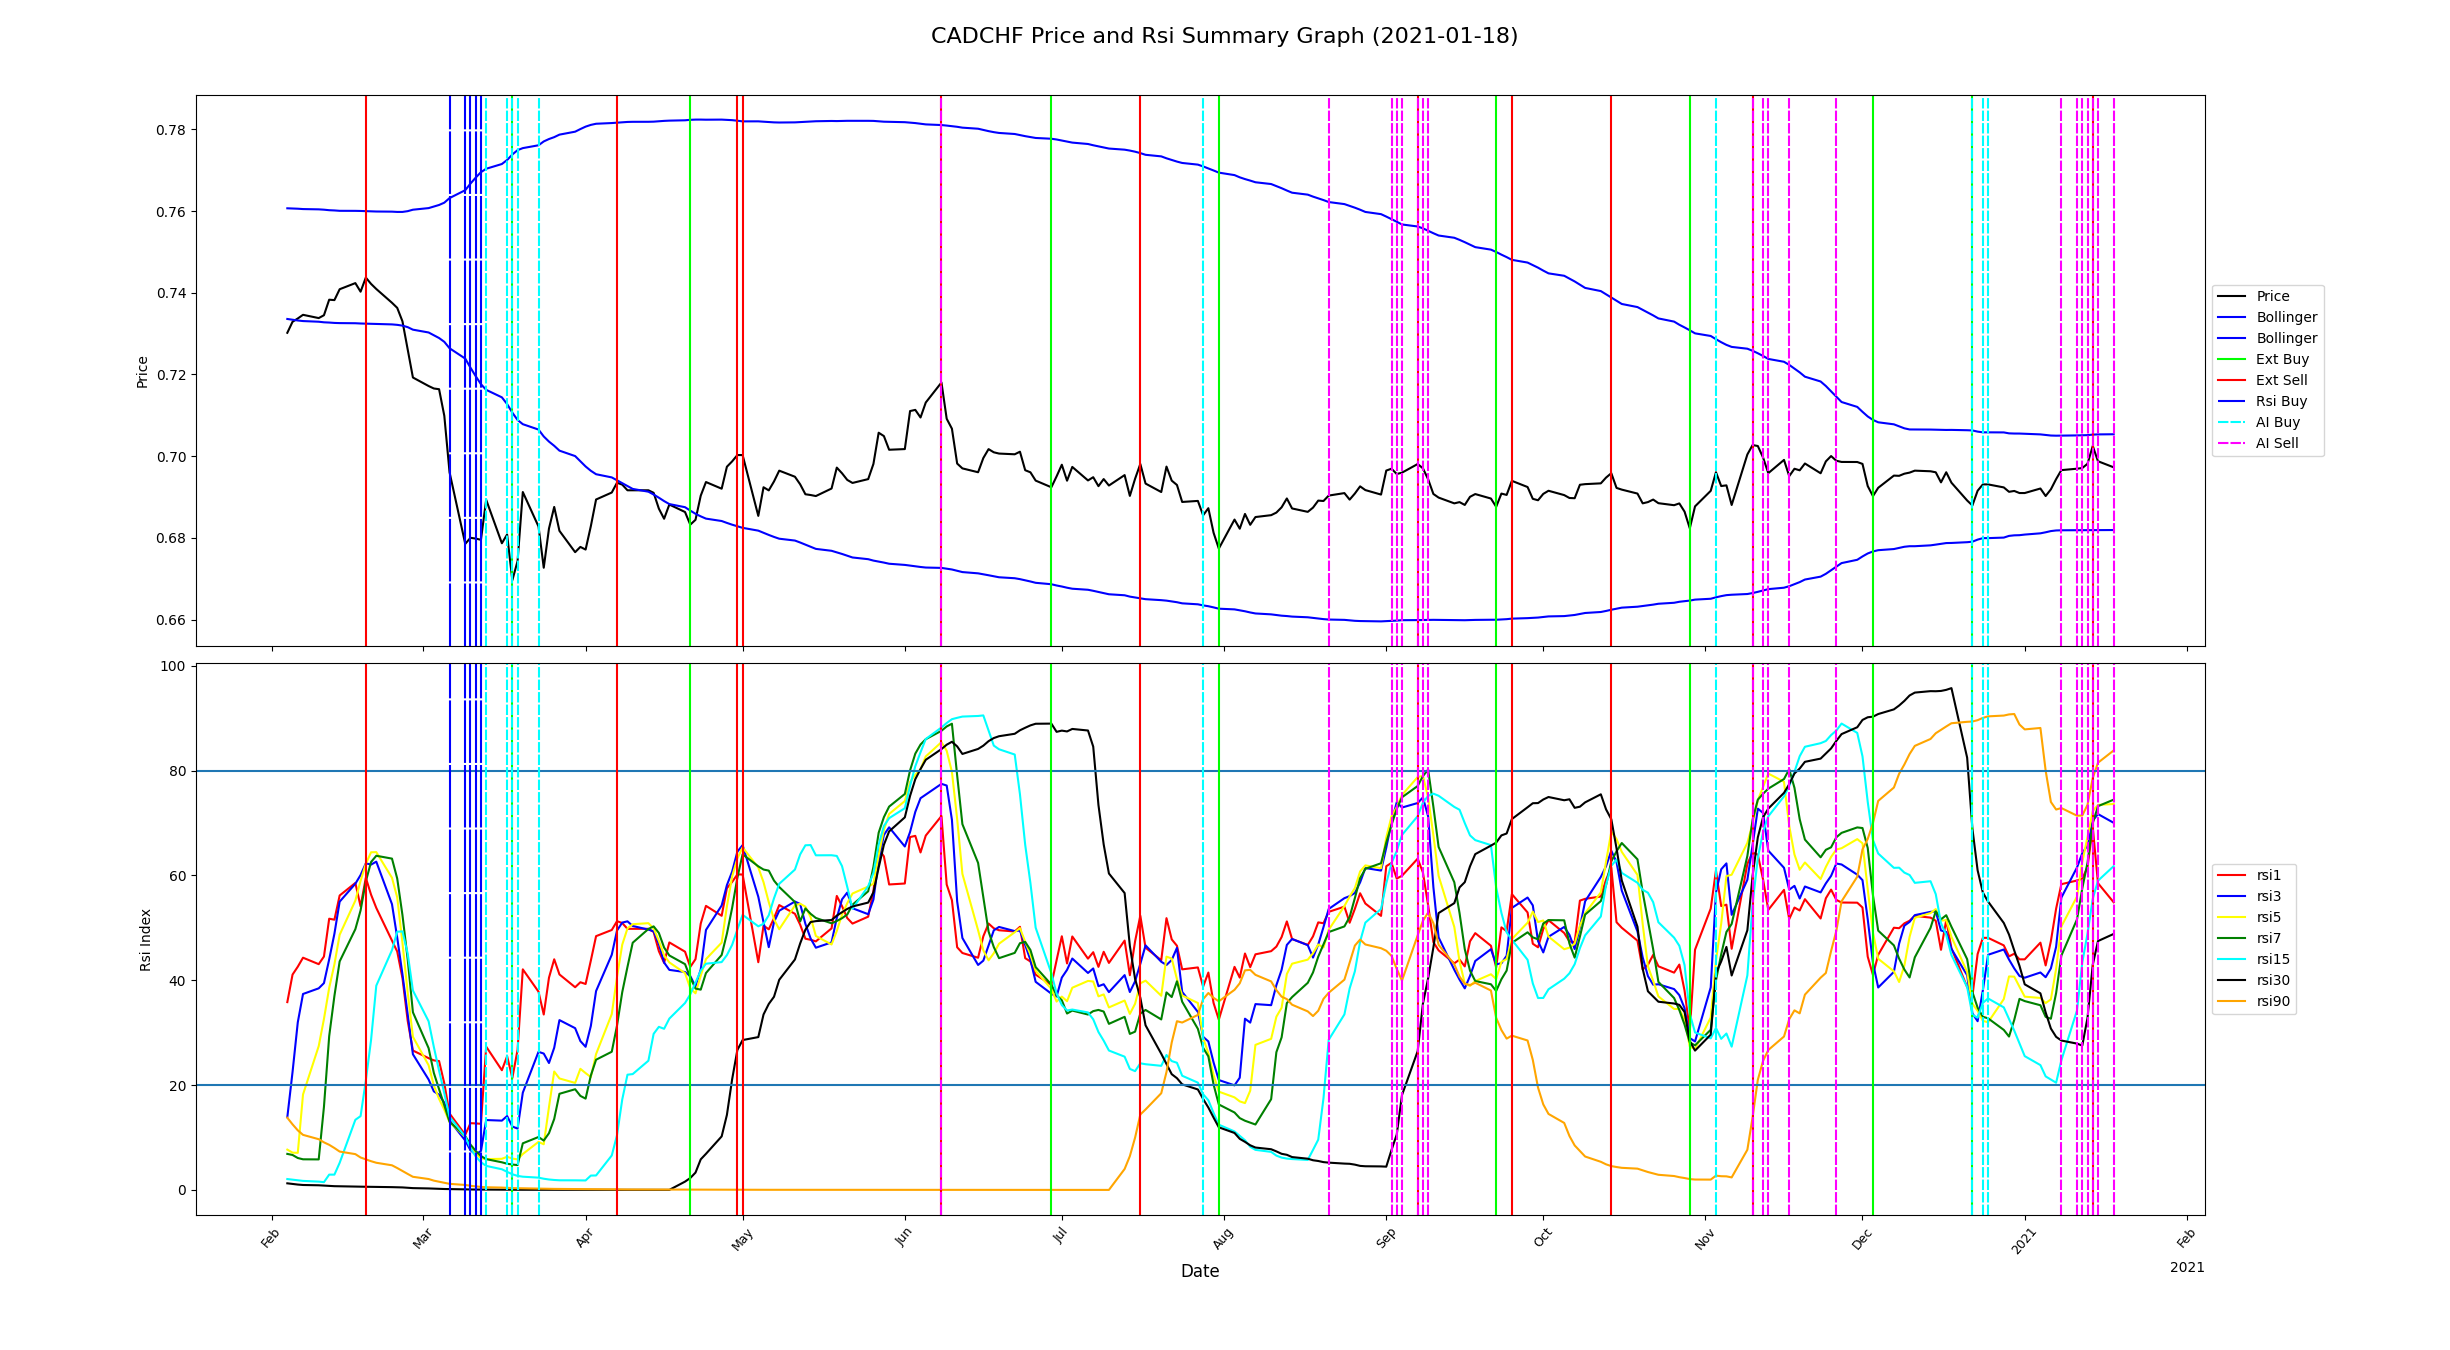 CADCHF Price and Rsi Summary Graph (2021-01-18)
0.78
0.76
0.74
0.72
0.70
0.68
0.66
Price
Price
Bollinger
Bollinger
Ext Buy
Ext Sell
Rsi Buy
AI Buy
AI Sell
100
80
60
40
20
0
Rsi Index
rsi1
rsi3
rsi5
rsi7
rsi15
rsi30
rsi90
Feb
Mar
Apr
May
Jun
Jul
Aug
Sep
Oct
Nov
Dec
2021
Feb
Date
2021